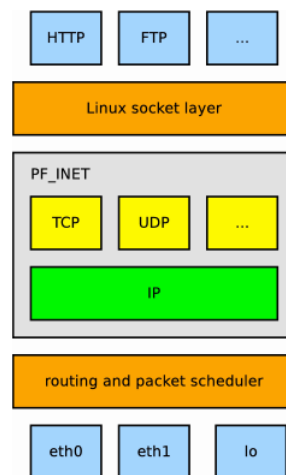 HTTP
FTP
...
Linux socket layer
PF_INET
TCP
UDP
...
IP
routing and packet scheduler
eth0
eth1
lo